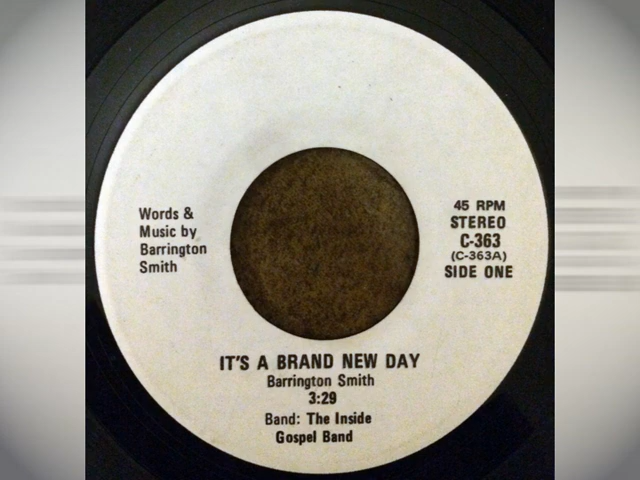 Words &
Music by
Barrington
Smith
45 RPM
STEREO
C-363
(C-363A)
SIDE ONE
IT'S A BRAND NEW DAY
Barrington Smith
3:29
Band: The Inside
Gospel Band